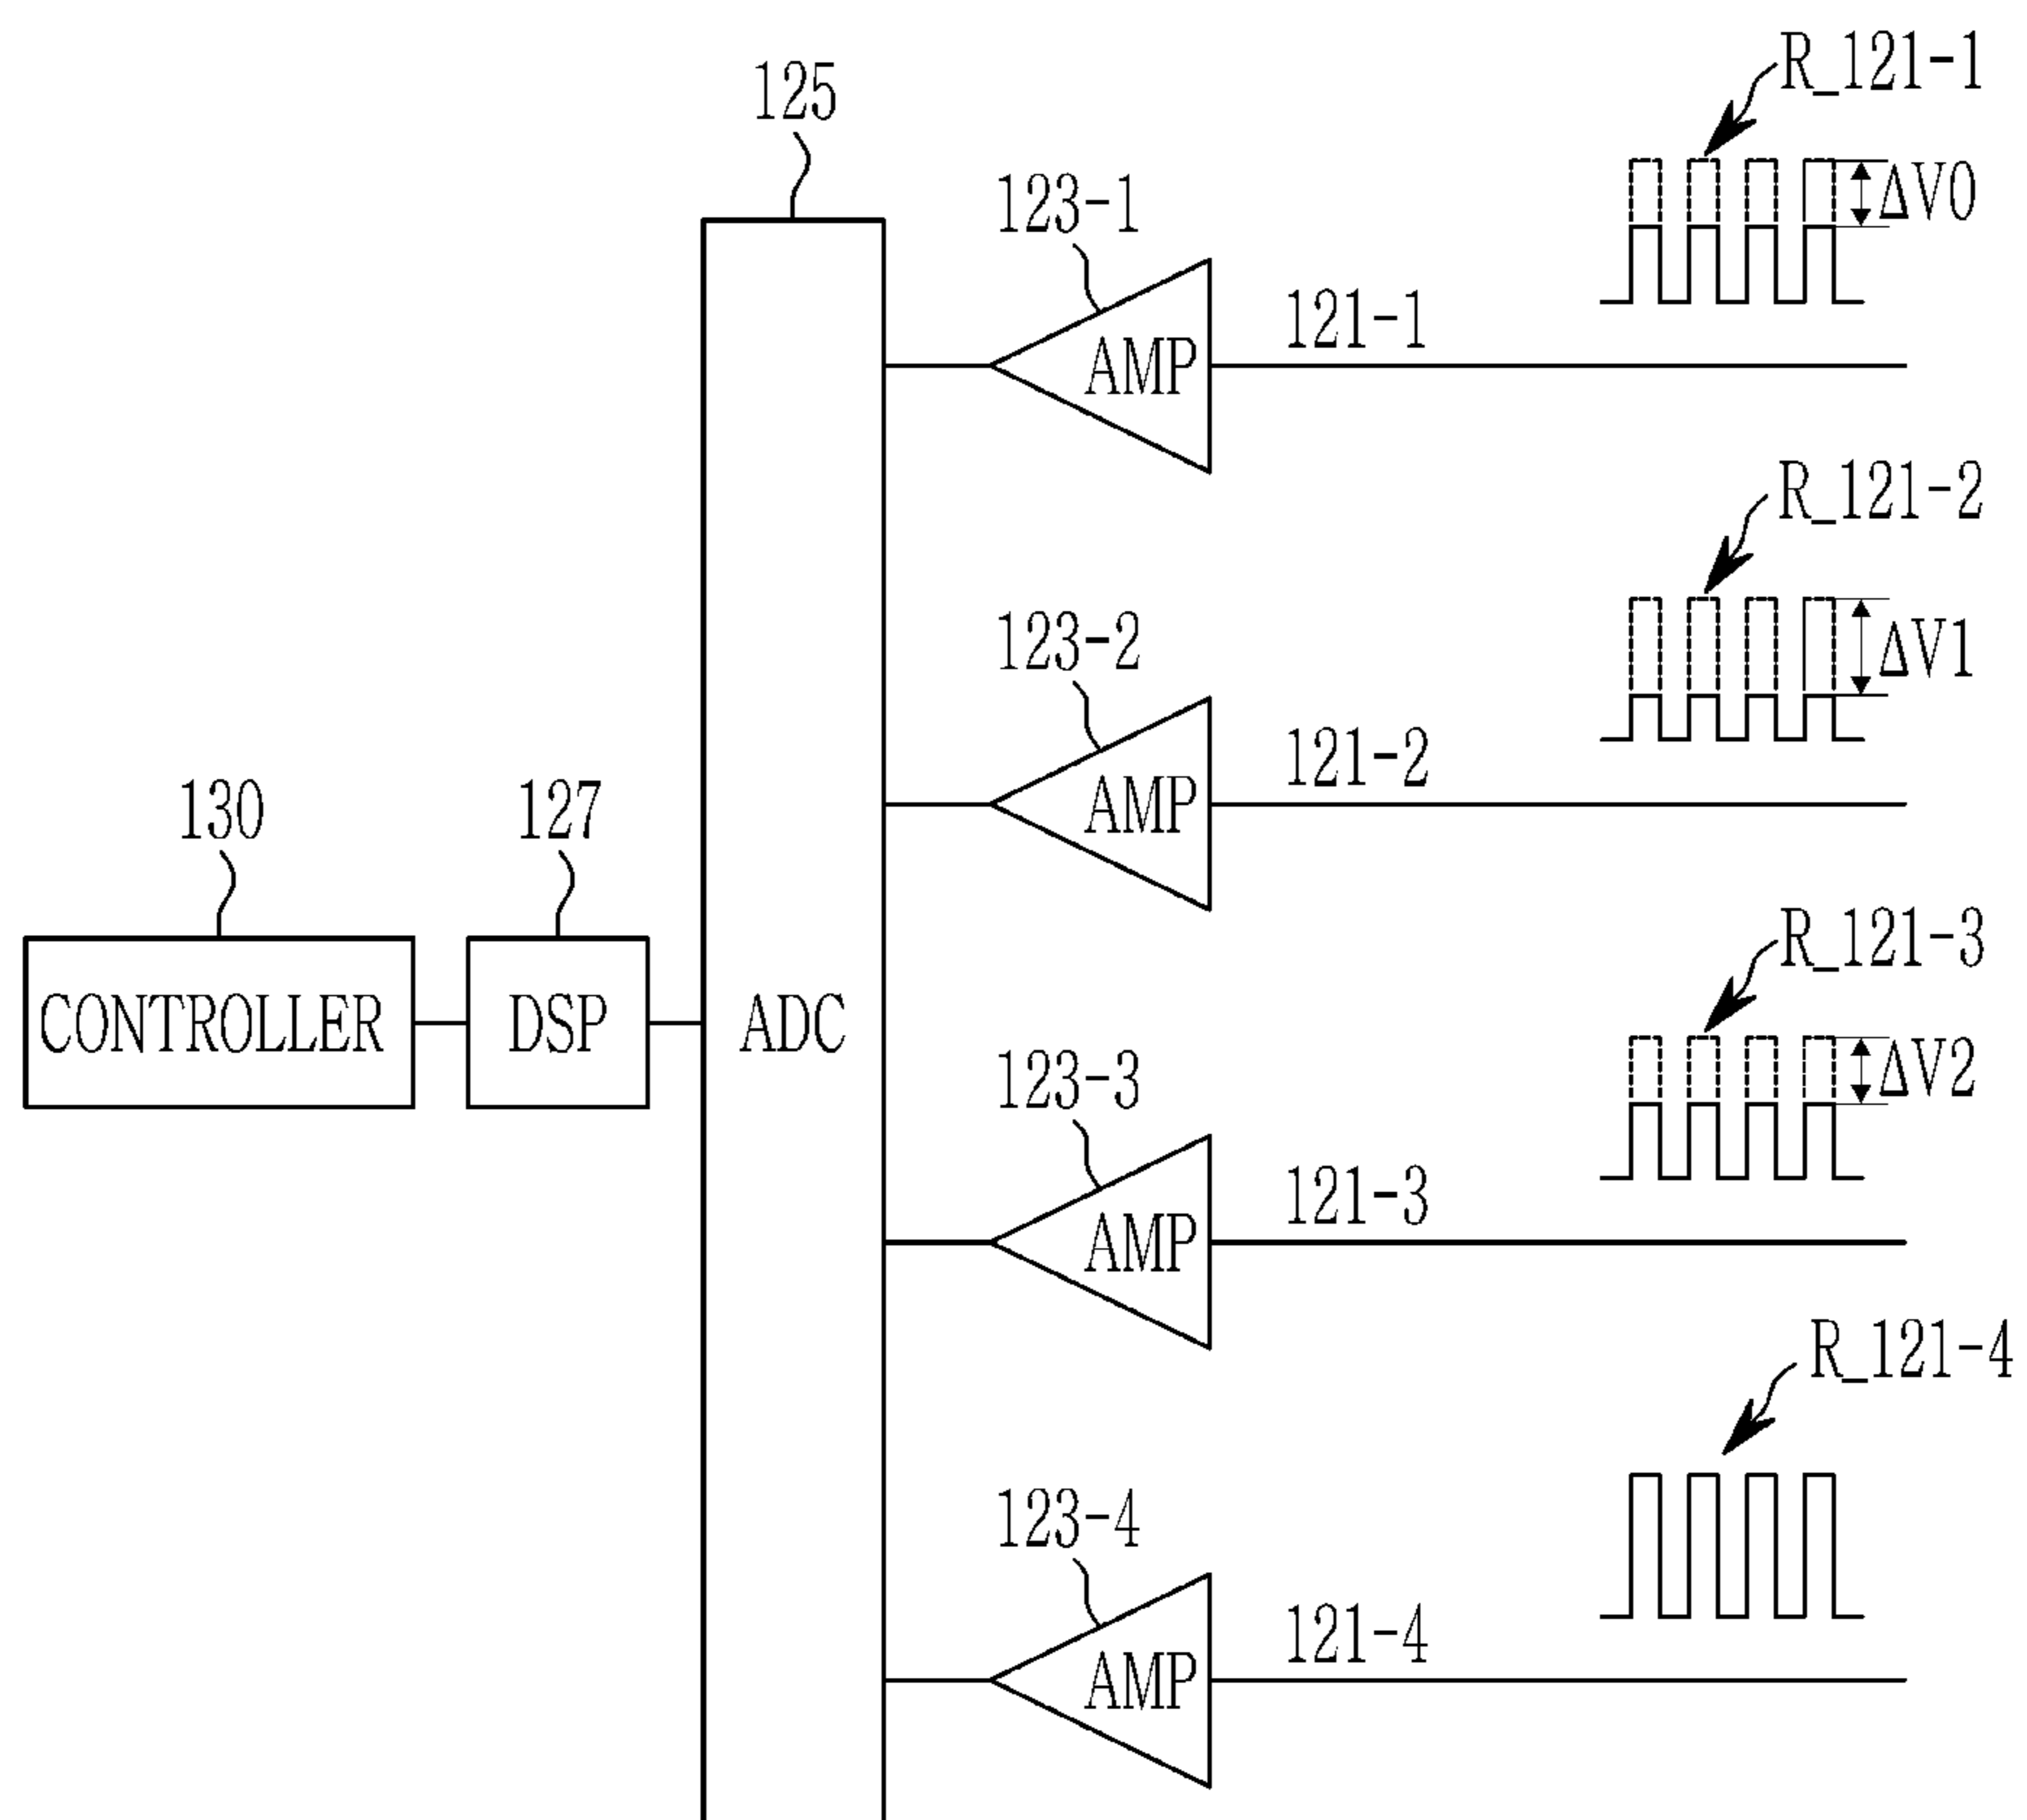 R_121-1
125
ΔV0
123-1
121-1
AMP
R_121-2
123-2
ΔV1
121-2
AMP
130
127
R_121-3
CONTROLLER
DSP
ADC
ΔV2
123-3
121-3
AMP
R_121-4
123-4
121-4
AMP